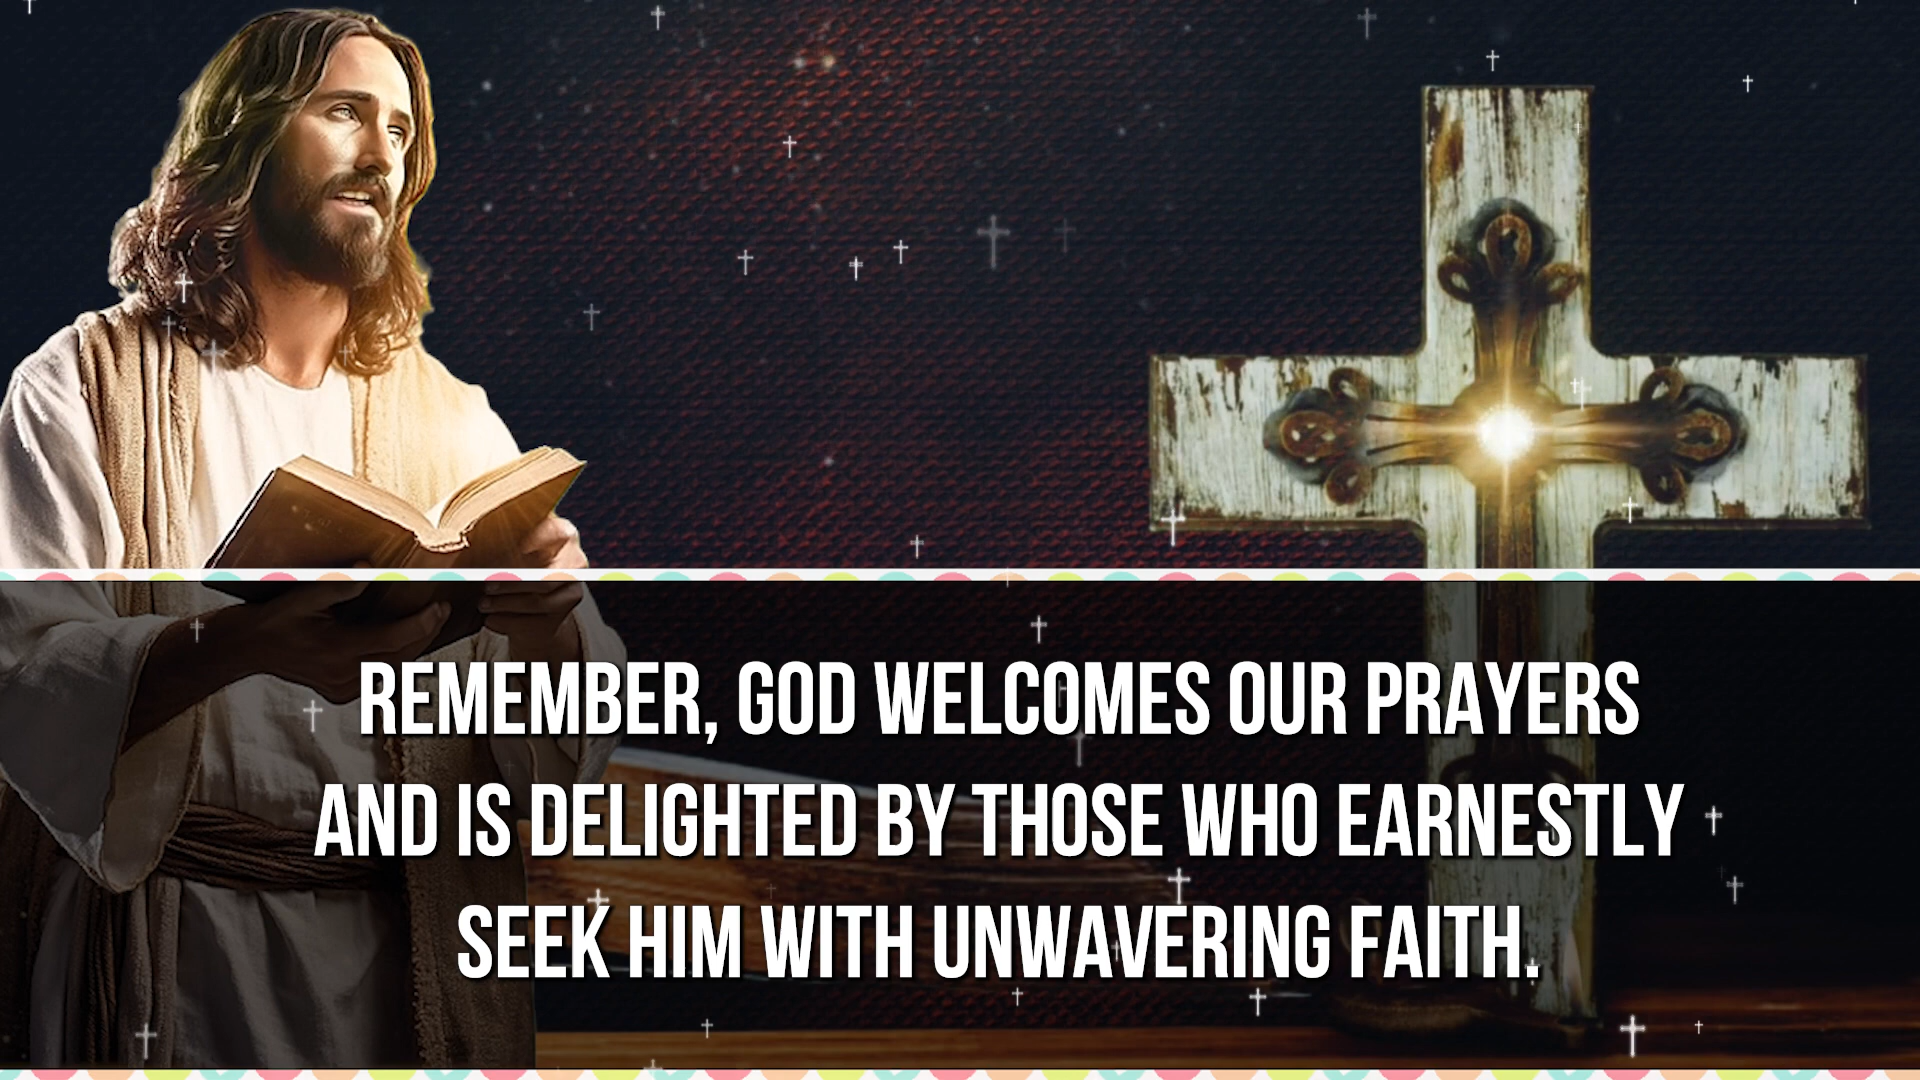 REMEMBER, GOD WELCOMES OUR PRAYERS
AND IS DELIGHTED BY THOSE WHO EARNESTLY
SEEK HIM WITH UNWAVERING FAITH.